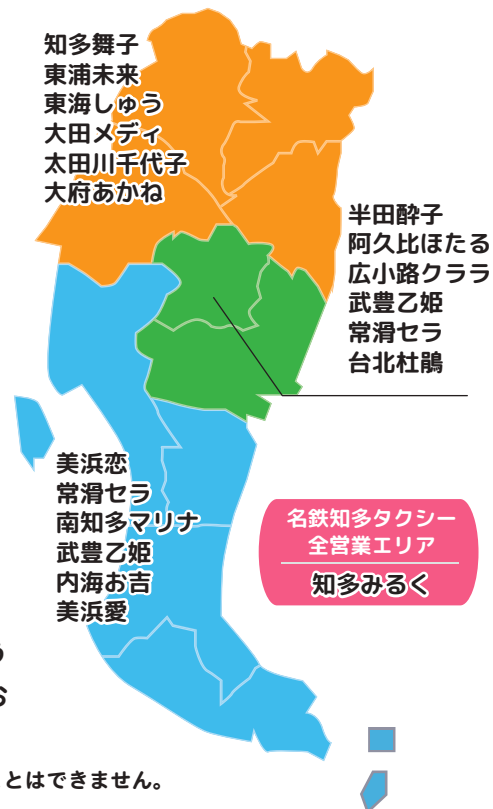 知多舞子
東浦未来
東海しゅう
大田メディ
太田川千代子
大府あかね
半田酔子
阿久比ほたる
広小路クララ
武豊乙姫
常滑セラ
台北杜鵑
美浜恋
常滑セラ
南知多マリナ
武豊乙姫
内海お吉
美浜愛
名鉄知多タクシー
全営業エリア
知多みるく
とはできません。